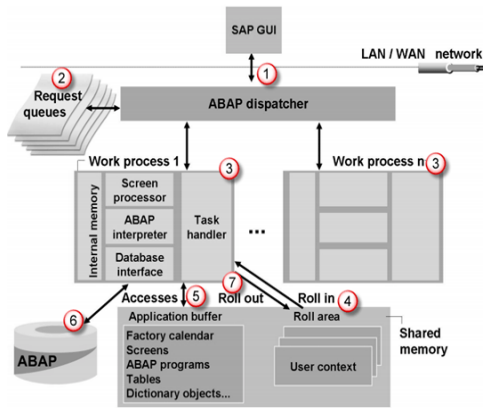 SAP GUI
LAN / WAN network
1
2
Request
queues
ABAP dispatcher
Work process 1
3
Work process n
3
Internal memory
Screen
processor
ABAP
interpreter
Database
interface
Task
handler
...
7
Accesses
5
Roll out
Roll in
4
6
ABAP
Application buffer
Factory calendar
Screens
ABAP programs
Tables
Dictionary objects...
Roll area
User context
Shared
memory